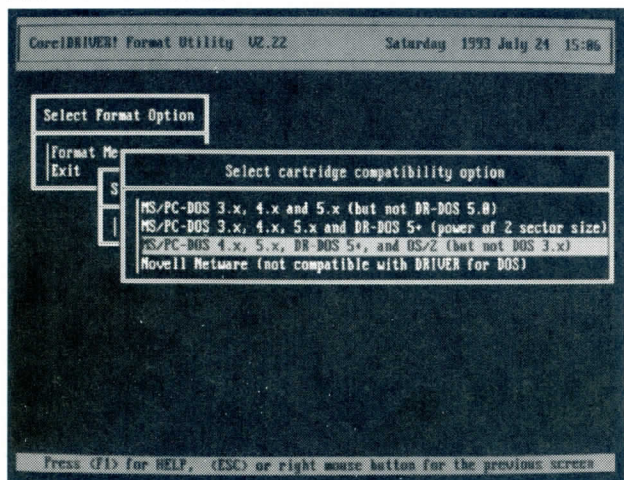 CorelDRIVER! Format Utility V2.22 Saturday 1993 July 24 15:06
Select Format Option
Format Me
Exit
S
Select cartridge compatibility option
MS/PC-DOS 3.x, 4.x and 5.x (but not DR-DOS 5.0)
MS/PC-DOS 3.x, 4.x, 5.x and DR-DOS 5+ (power of 2 sector size)
MS/PC-DOS 4.x, 5.x, DR-DOS 5+, and OS/2 (but not DOS 3.x)
Novell Netware (not compatible with DRIVER for DOS)
Press <F1> for HELP, <ESC> or right mouse button for the previous screen